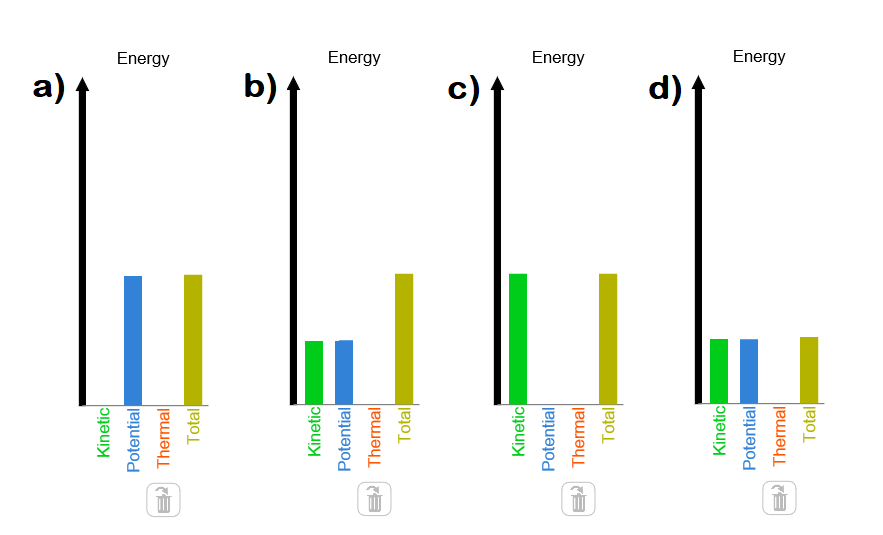 a)
Energy
Kinetic
Potential
Thermal
Total
b)
Energy
Kinetic
Potential
Thermal
Total
c)
Energy
Kinetic
Potential
Thermal
Total
d)
Energy
Kinetic
Potential
Thermal
Total